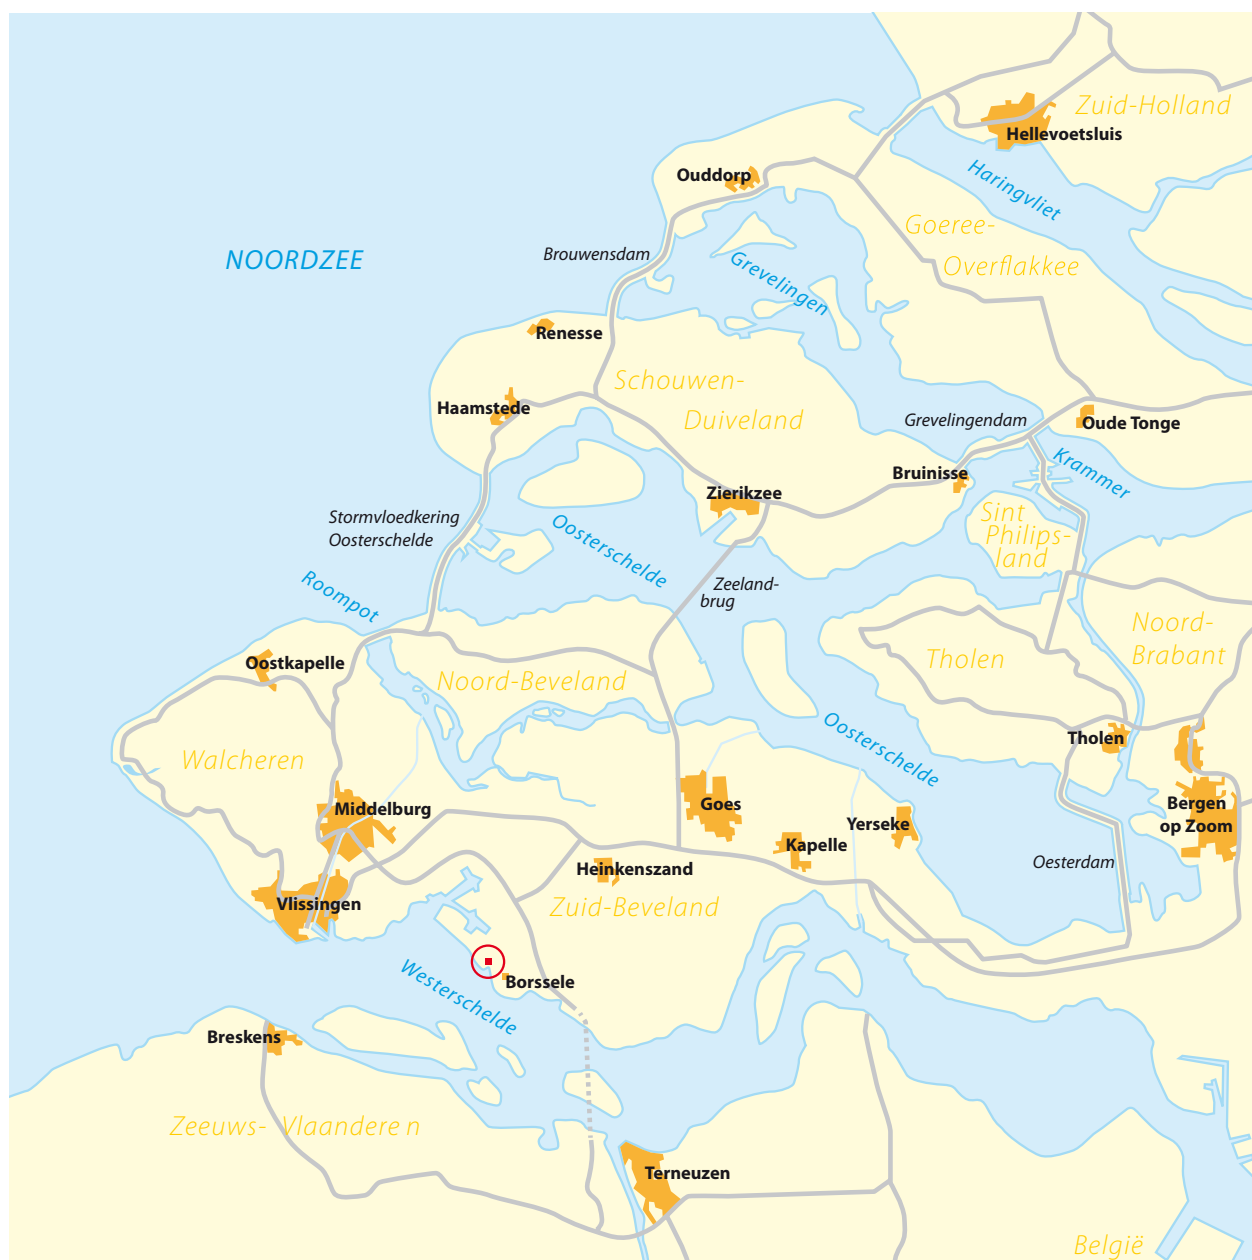 Zuid-Holland
Hellevoetsluis
Ouddorp
Haringvliet
Goeree-
Overflakkee
NOORDZEE
Brouwensdam
Grevelingen
Renesse
Schouwen-
Duiveland
Haamstede
Grevelingendam
Oude Tonge
Krammer
Bruinisse
Zierikzee
Stormvloedkering
Oosterschelde
Oosterschelde
Sint
Philips-
land
Roompot
Zeeland-
brug
Noord-
Brabant
Oostkapelle
Tholen
Noord-Beveland
Walcheren
Oosterschelde
Tholen
Middelburg
Goes
Bergen
op Zoom
Yerseke
Kapelle
Oesterdam
Heinkenszand
Vlissingen
Zuid-Beveland
Westerschelde
Borssele
Breskens
Zeeuws- Vlaanderen
Terneuzen
België